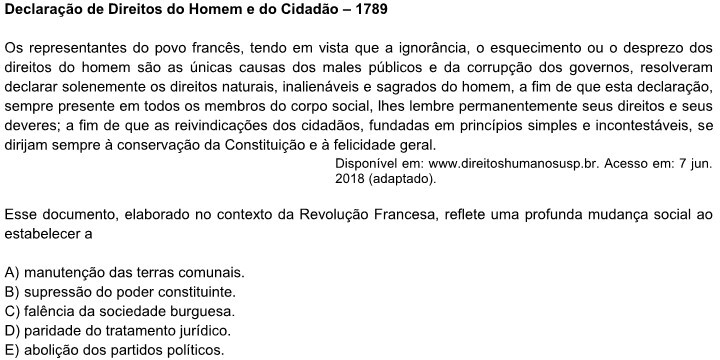 Declaração de Direitos do Homem e do Cidadão – 1789
Os representantes do povo francês, tendo em vista que a ignorância, o esquecimento ou o desprezo dos
direitos do homem são as únicas causas dos males públicos e da corrupção dos governos, resolveram
declarar solenemente os direitos naturais, inalienáveis e sagrados do homem, a fim de que esta declaração,
sempre presente em todos os membros do corpo social, lhes lembre permanentemente seus direitos e seus
deveres; a fim de que as reivindicações dos cidadãos, fundadas em princípios simples e incontestáveis, se
dirijam sempre à conservação da Constituição e à felicidade geral.
Disponível em: www.direitoshumanosusp.br. Acesso em: 7 jun.
2018 (adaptado).
Esse documento, elaborado no contexto da Revolução Francesa, reflete uma profunda mudança social ao
estabelecer a
A) manutenção das terras comunais.
B) supressão do poder constituinte.
C) falência da sociedade burguesa.
D) paridade do tratamento jurídico.
E) abolição dos partidos políticos.